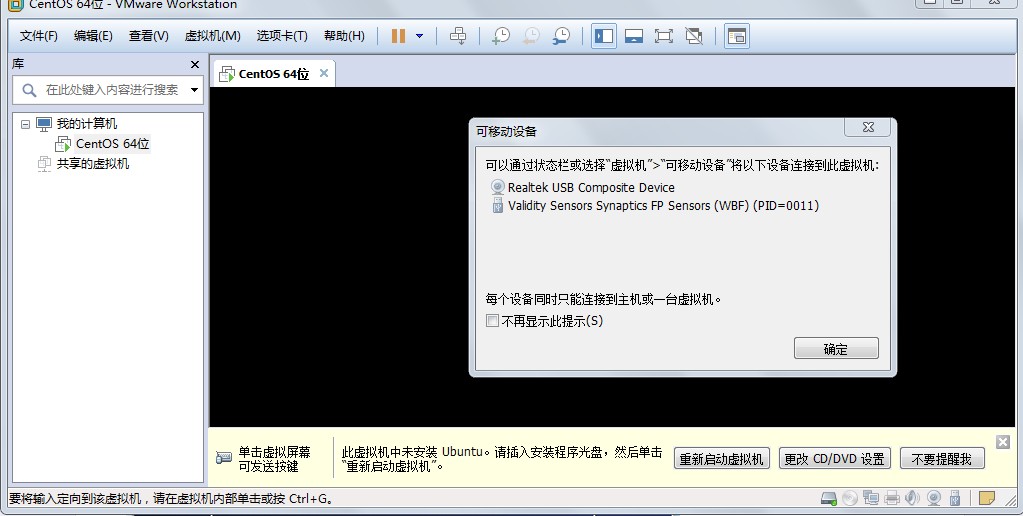 CentOS 64位 - VMware Workstation
文件(F) 编辑(E) 查看(V) 虚拟机(M) 选项卡(T) 帮助(H)
库
在此处键入内容进行搜索
我的计算机
CentOS 64位
共享的虚拟机
CentOS 64位
可移动设备
可以通过状态栏或选择“虚拟机”>“可移动设备”将以下设备连接到此虚拟机:
Realtek USB Composite Device
Validity Sensors Synaptics FP Sensors (WBF) (PID=0011)
每个设备同时只能连接到主机或一台虚拟机。
不再显示此提示(S)
确定
单击虚拟屏幕
可发送按键
此虚拟机中未安装 Ubuntu。请插入安装程序光盘，然后单击
“重新启动虚拟机”。
重新启动虚拟机 更改 CD/DVD 设置 不要提醒我
要将输入定向到该虚拟机，请在虚拟机内部单击或按 Ctrl+G。